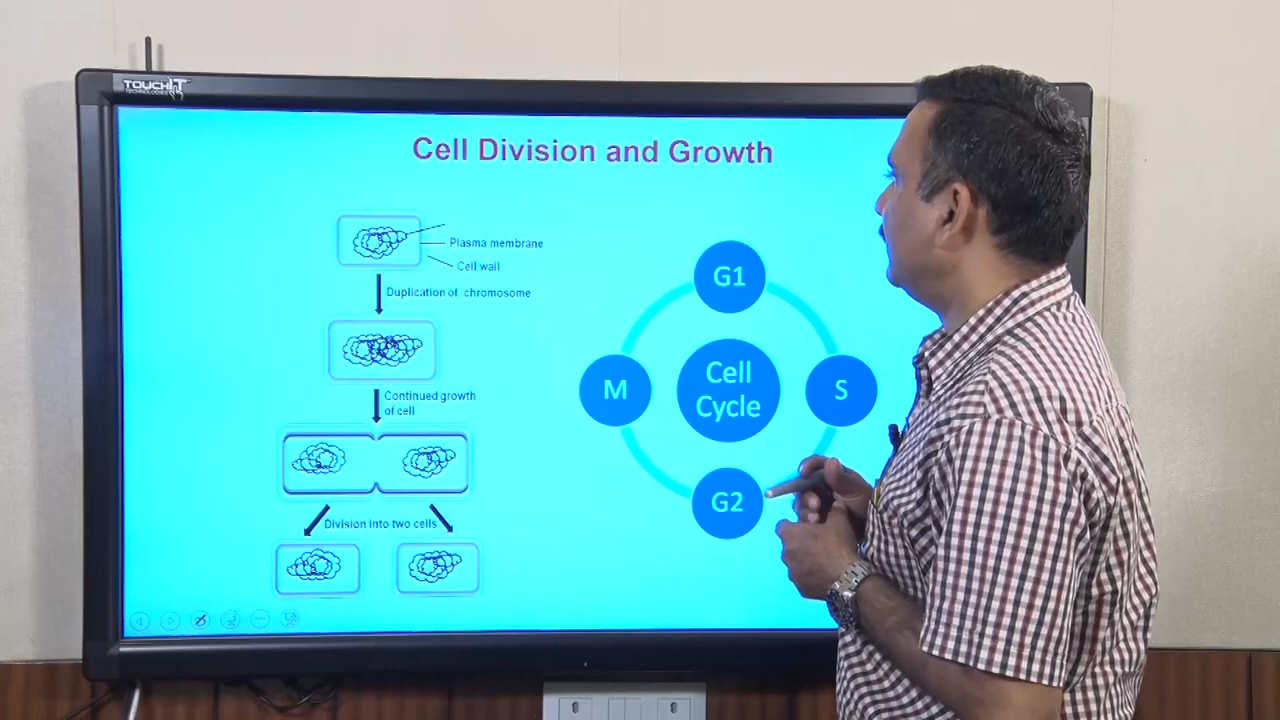 TOUCHIT
TECHNOLOGIES
Cell Division and Growth
Plasma membrane
Cell wall
Duplication of chromosome
Continued growth
of cell
Division into two cells
G1
M
Cell
Cycle
S
G2